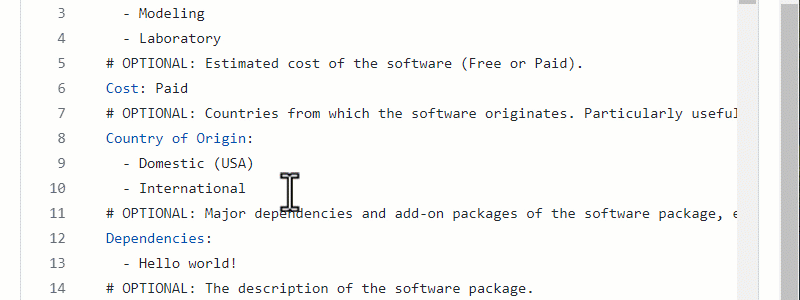 3 - Modeling
4 - Laboratory
5 # OPTIONAL: Estimated cost of the software (Free or Paid).
6 Cost: Paid
7 # OPTIONAL: Countries from which the software originates. Particularly useful
8 Country of Origin:
9 - Domestic (USA)
10 - International
11 # OPTIONAL: Major dependencies and add-on packages of the software package, e
12 Dependencies:
13 - Hello world!
14 # OPTIONAL: The description of the software package.